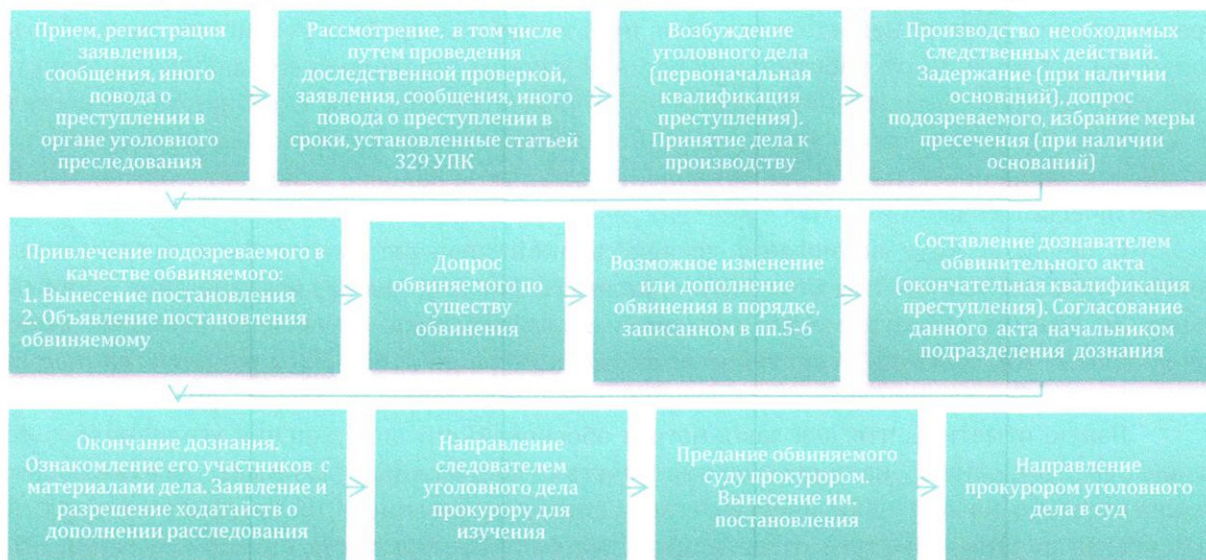 Прием, регистрация
заявления,
сообщения, иного
повода о
преступлении в
органе уголовного
преследования
Рассмотрение, в том числе
путем проведения
доследственной проверкой,
заявления, сообщения, иного
повода о преступлении в
сроки, установленные статьей
329 УПК
Возбуждение
уголовного дела
(первоначальная
квалификация
преступления).
Принятие дела к
производству
Производство необходимых
следственных действий.
Задержание (при наличии
оснований), допрос
подозреваемого, избрание меры
пресечения (при наличии
оснований)
Привлечение подозреваемого в
качестве обвиняемого:
1. Вынесение постановления
2. Объявление постановления
обвиняемому
Допрос
обвиняемого по
существу
обвинения
Возможное изменение
или дополнение
обвинения в порядке,
записанном в пп.5-6
Составление дознавателем
обвинительного акта
(окончательная квалификация
преступления). Согласование
данного акта начальником
подразделения дознания
Окончание дознания.
Ознакомление его участников с
материалами дела. Заявление и
разрешение ходатайств о
дополнении расследования
Направление
следователем
уголовного дела
прокурору для
изучения
Предание обвиняемого
суду прокурором.
Вынесение им.
постановления
Направление
прокурором уголовного
дела в суд